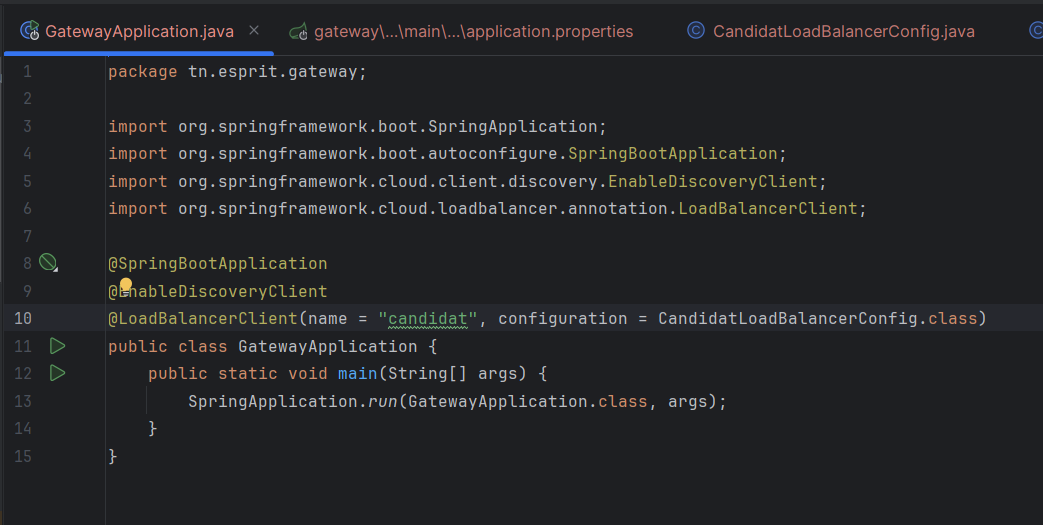 GatewayApplication.java gateway\...\main\...\application.properties CandidatLoadBalancerConfig.java
1 package tn.esprit.gateway;
2
3 import org.springframework.boot.SpringApplication;
4 import org.springframework.boot.autoconfigure.SpringBootApplication;
5 import org.springframework.cloud.client.discovery.EnableDiscoveryClient;
6 import org.springframework.cloud.loadbalancer.annotation.LoadBalancerClient;
7
8 @SpringBootApplication
9 @EnableDiscoveryClient
10 @LoadBalancerClient(name = "candidat", configuration = CandidatLoadBalancerConfig.class)
11 public class GatewayApplication {
12 public static void main(String[] args) {
13 SpringApplication.run(GatewayApplication.class, args);
14 }
15 }